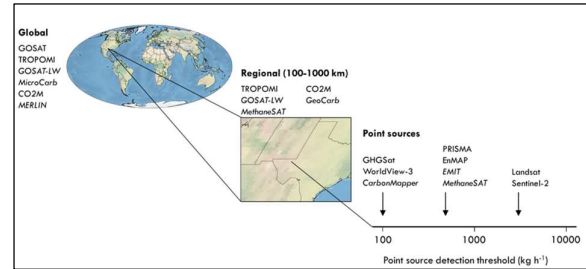 Global
GOSAT
TROPOMI
GOSAT-LW
MicroCarb
CO2M
MERLIN
Regional (100-1000 km)
TROPOMI CO2M
GOSAT-LW GeoCarb
MethaneSAT
Point sources
GHGSat
WorldView-3
CarbonMapper
PRISMA
EnMAP
EMIT
MethaneSAT
Landsat
Sentinel-2
100 1000 10000
Point source detection threshold (kg h⁻¹)